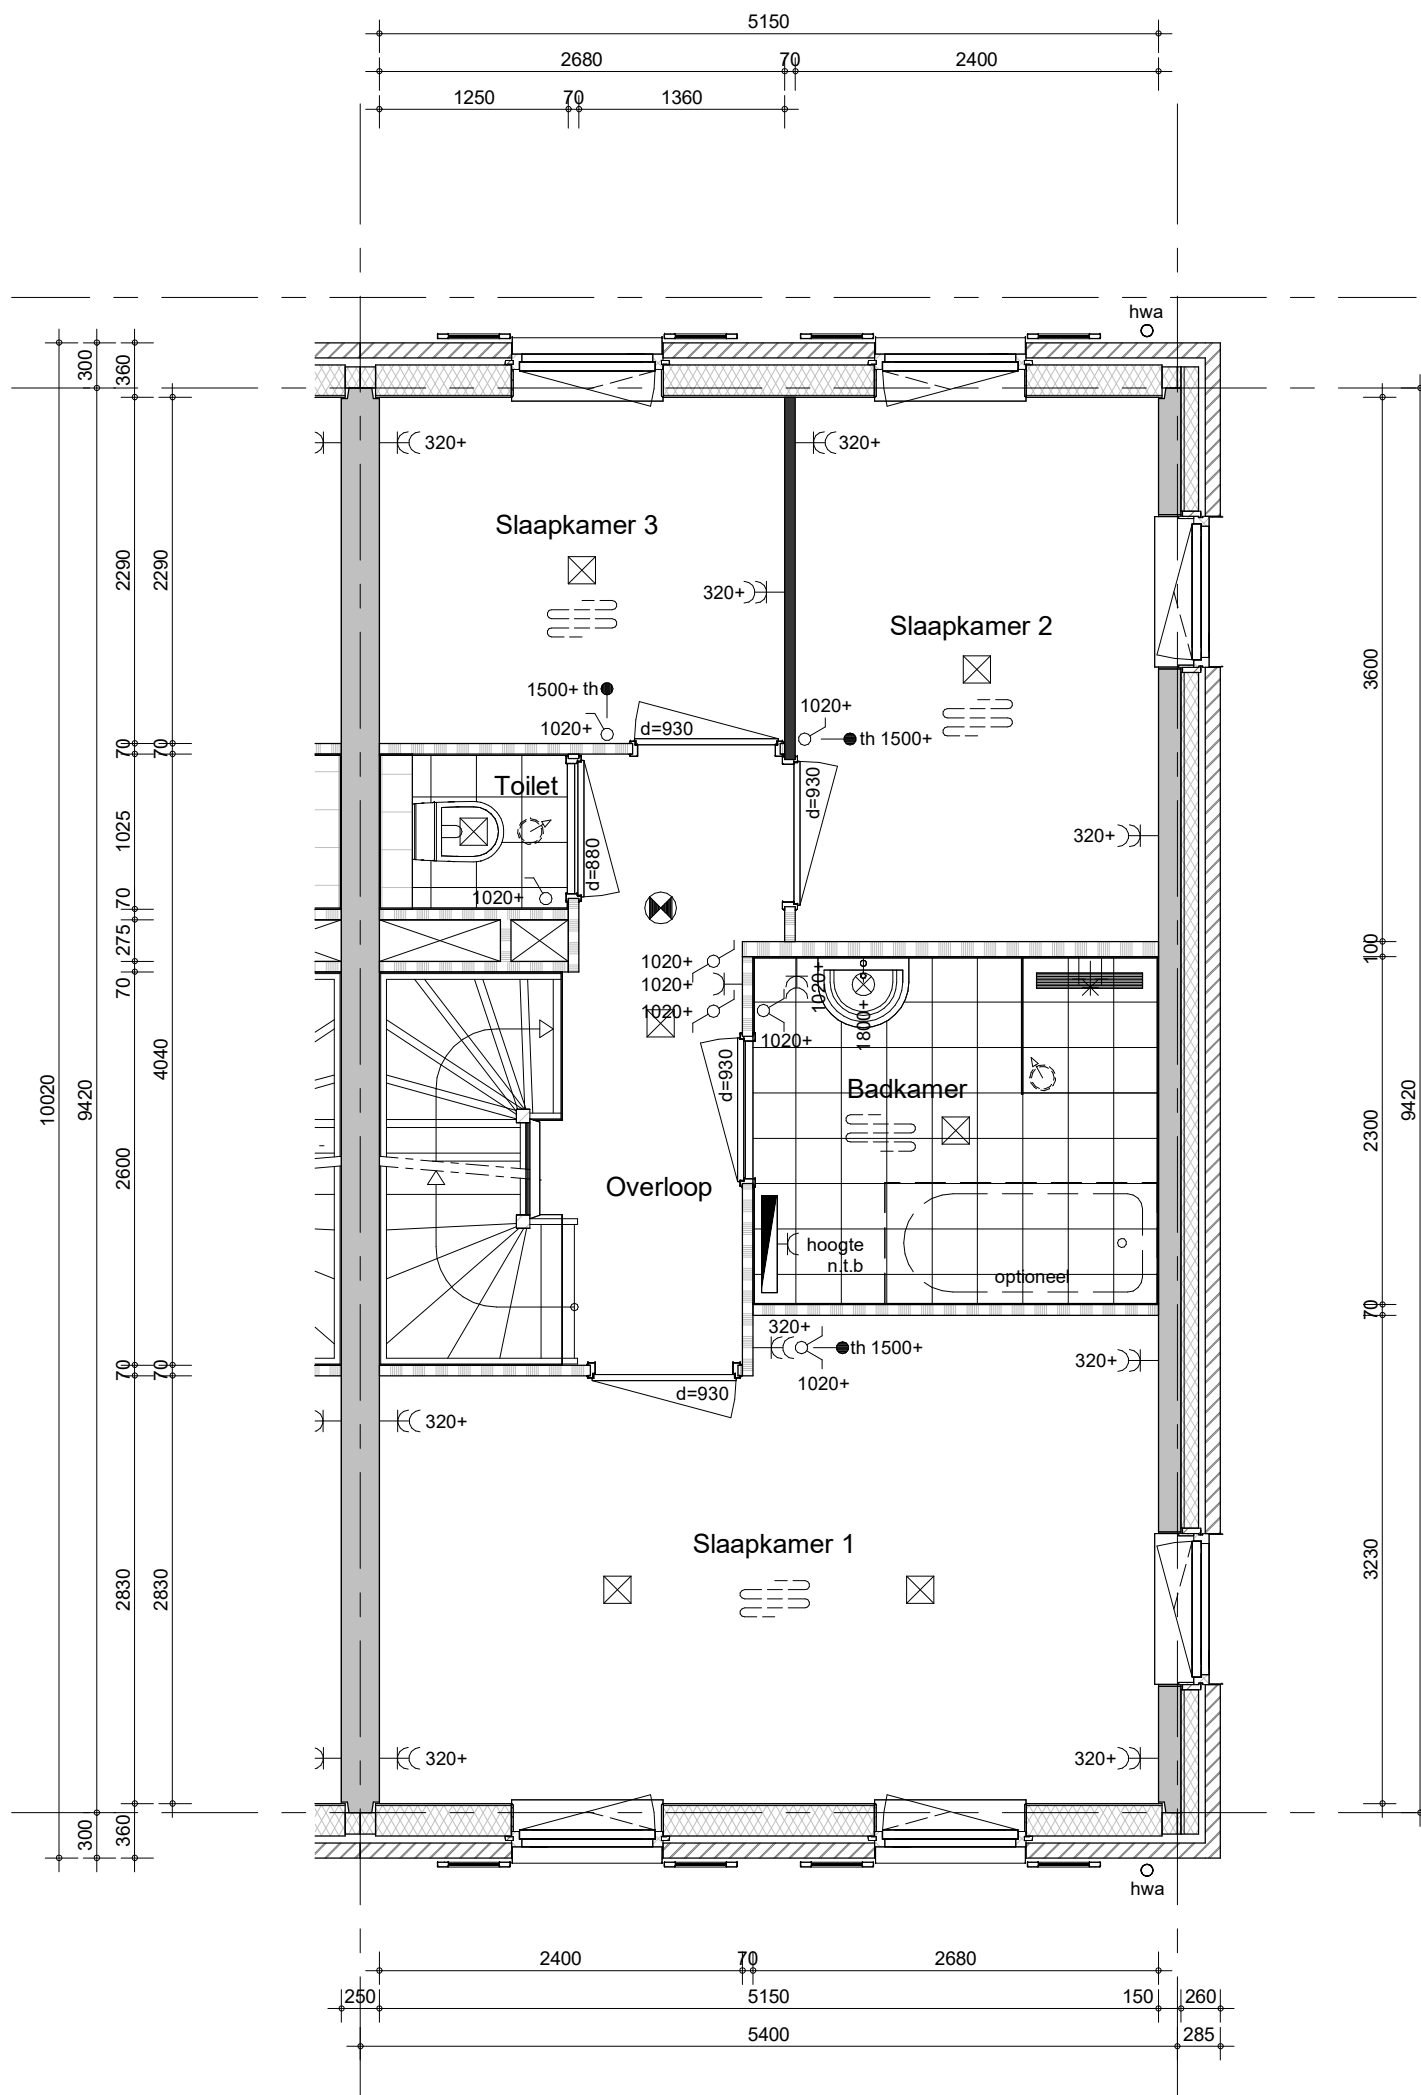 5150
2680 70 2400
1250 70 1360
hwa
300 360
320+ 320+
Slaapkamer 3
2290 2290
320+
Slaapkamer 2
3600
1500+ th
1020+ d=930
1020+
th 1500+
70 70
Toilet
d=930
1025
d=880
320+
70
1020+
275
1020+
100
1020+
1020+
70
1020+
1800+
1020+
4040
d=930
Badkamer
10020 9420
9420
2300
2600
Overloop
hoogte
n.t.b
optioneel
70
320+
th 1500+
320+
70 70
1020+
d=930
320+
Slaapkamer 1
3230
2830 2830
320+ 320+
300 360
hwa
2400 70 2680
250 5150 150 260
5400 285